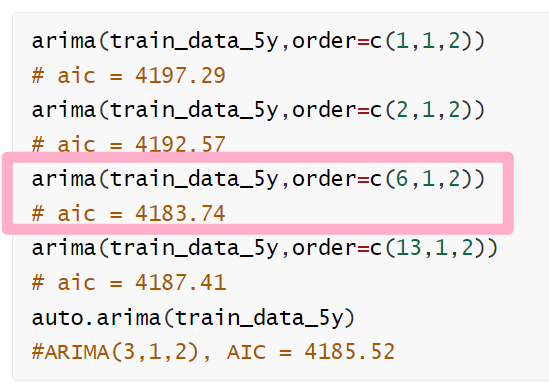 arima(train_data_5y,order=c(1,1,2))
# aic = 4197.29
arima(train_data_5y,order=c(2,1,2))
# aic = 4192.57
arima(train_data_5y,order=c(6,1,2))
# aic = 4183.74
arima(train_data_5y,order=c(13,1,2))
# aic = 4187.41
auto.arima(train_data_5y)
#ARIMA(3,1,2), AIC = 4185.52